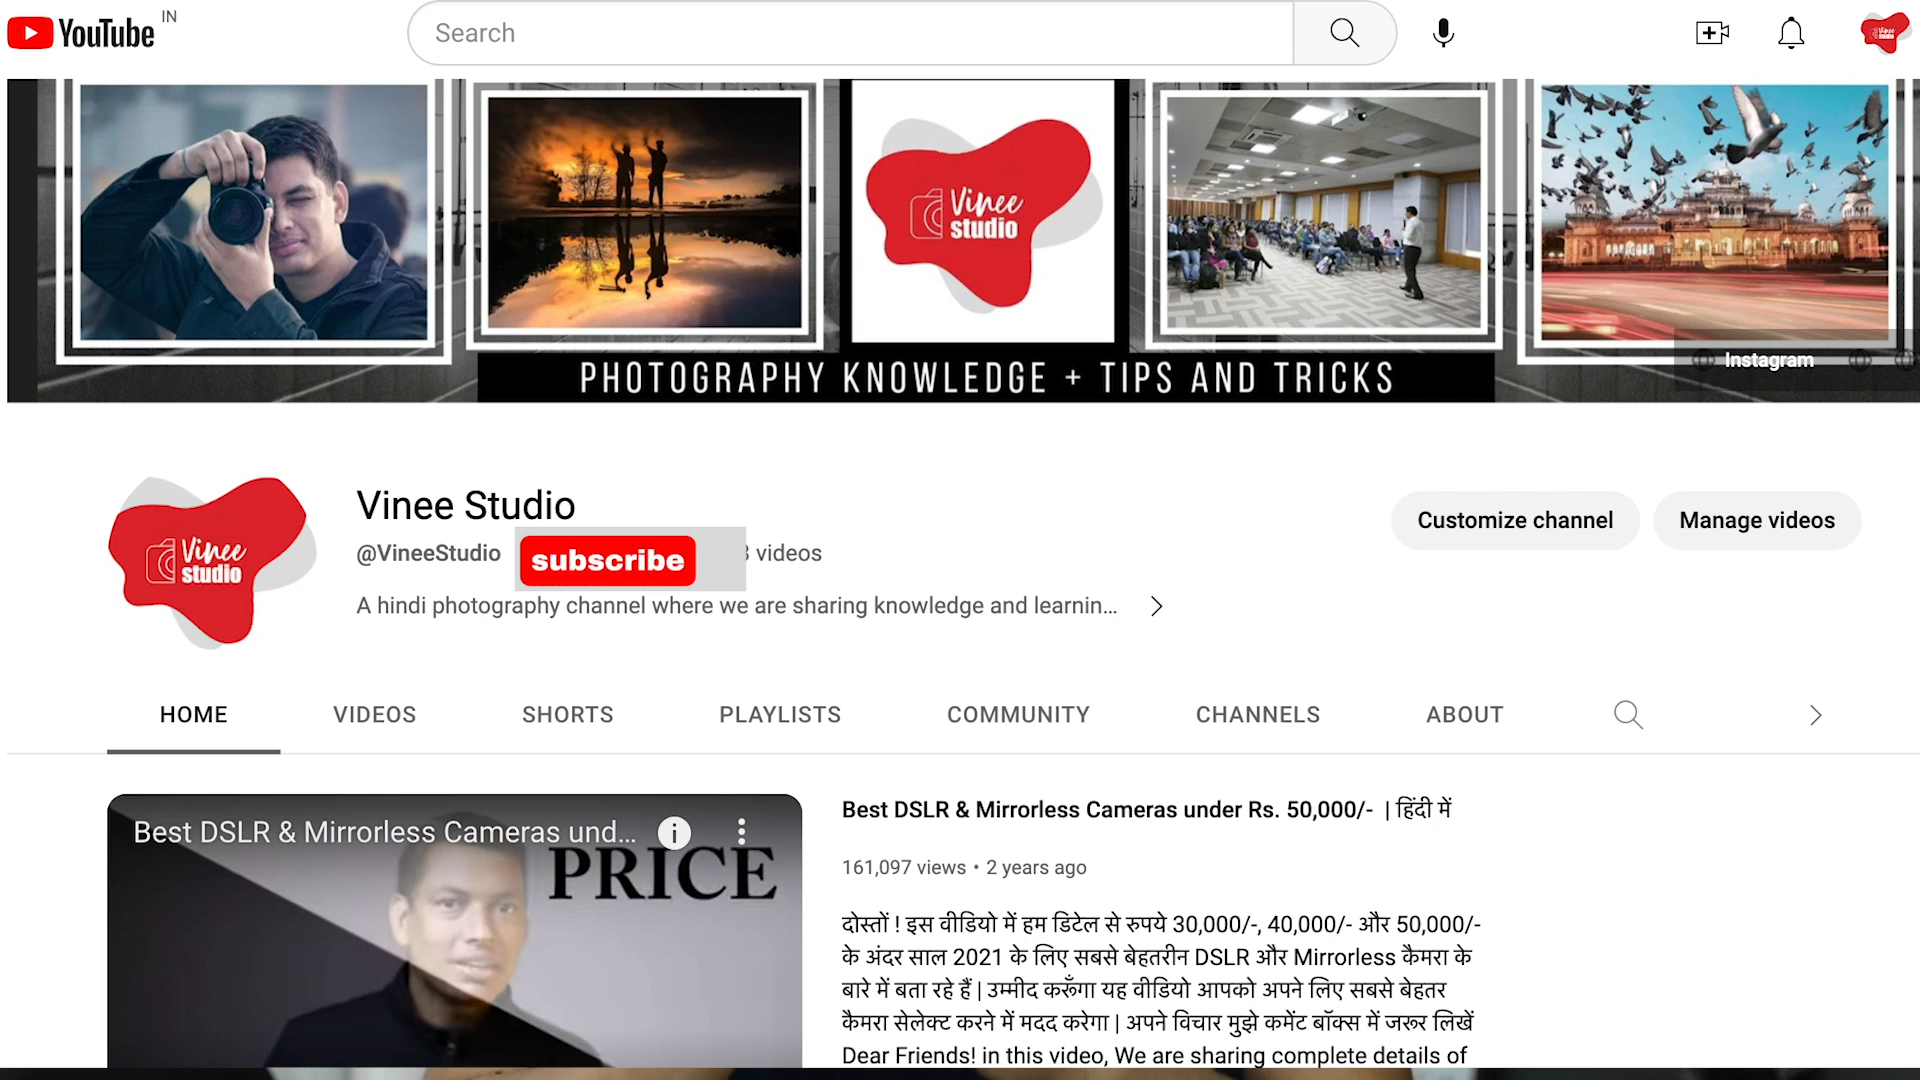 YouTube IN
Search
Vinee
studio
Instagram
PHOTOGRAPHY KNOWLEDGE + TIPS AND TRICKS
Vinee
studio
Vinee Studio
@VineeStudio subscribe videos
A hindi photography channel where we are sharing knowledge and learnin...
Customize channel
Manage videos
HOME VIDEOS SHORTS PLAYLISTS COMMUNITY CHANNELS ABOUT
Best DSLR & Mirrorless Cameras und...
PRICE
Best DSLR & Mirrorless Cameras under Rs. 50,000/- | हिंदी में
161,097 views • 2 years ago
दोस्तों ! इस वीडियो में हम डिटेल से रुपये 30,000/-, 40,000/- और 50,000/-
के अंदर साल 2021 के लिए सबसे बेहतरीन DSLR और Mirrorless कैमरा के
बारे में बता रहे हैं | उम्मीद करूँगा यह वीडियो आपको अपने लिए सबसे बेहतर
कैमरा सेलेक्ट करने में मदद करेगा | अपने विचार मुझे कमेंट बॉक्स में जरूर लिखें
Dear Friends! in this video, We are sharing complete details of